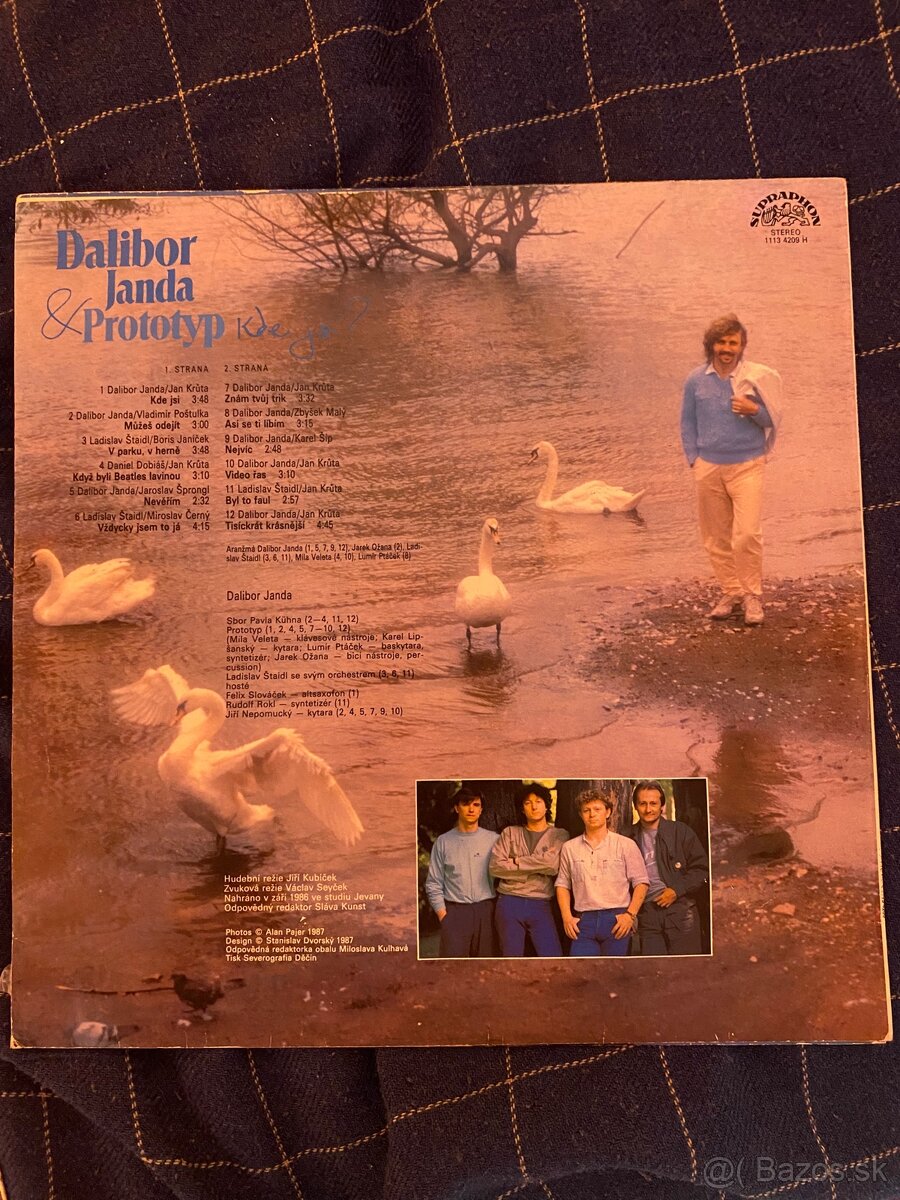 SUPRAPHON
STEREO
1113 4209 H
Dalibor
Janda
& Prototyp Kde jsi?
1. STRANA
1 Dalibor Janda/Jan Krůta
Kde jsi 3:48
2 Dalibor Janda/Vladimír Poštulka
Můžeš odejít 3:00
3 Ladislav Štaidl/Boris Janíček
V parku, v herně 3:48
4 Daniel Dobiáš/Jan Krůta
Když byli Beatles lavinou 3:10
5 Dalibor Janda/Jaroslav Šprongl
Nevěřím 2:32
6 Ladislav Štaidl/Miroslav Černý
Vždycky jsem to já 4:15
2. STRANA
7 Dalibor Janda/Jan Krůta
Znám tvůj trik 3:32
8 Dalibor Janda/Zbyšek Malý
Asi se ti líbím 3:15
9 Dalibor Janda/Karel Šíp
Nejvíc 2:48
10 Dalibor Janda/Jan Krůta
Video řas 3:10
11 Ladislav Štaidl/Jan Krůta
Byl to faul 2:57
12 Dalibor Janda/Jan Krůta
Tisíckrát krásnější 4:45
Aranžmá Dalibor Janda (1, 5, 7, 9, 12), Jarek Ožana (2), Ladi-
slav Štaidl (3, 6, 11), Míla Veleta (4, 10), Lumír Ptáček (8)
Dalibor Janda
Sbor Pavla Kühna (2—4, 11, 12)
Prototyp (1, 2, 4, 5, 7—10, 12)
(Míla Veleta — klávesové nástroje; Karel Lip-
šanský — kytara; Lumír Ptáček — baskytara,
syntetizér; Jarek Ožana — bicí nástroje, per-
cussion)
Ladislav Štaidl se svým orchestrem (3, 6, 11)
hosté
Felix Slováček — altsaxofon (1)
Rudolf Rokl — syntetizér (11)
Jiří Nepomucký — kytara (2, 4, 5, 7, 9, 10)
Hudební režie Jiří Kubíček
Zvuková režie Václav Seyček
Nahráno v září 1986 ve studiu Jevany
Odpovědný redaktor Sláva Kunst
Photos © Alan Pajer 1987
Design © Stanislav Dvorský 1987
Odpovědná redaktorka obalu Miloslava Kulhavá
Tisk Severografia Děčín
@( Bazos.sk